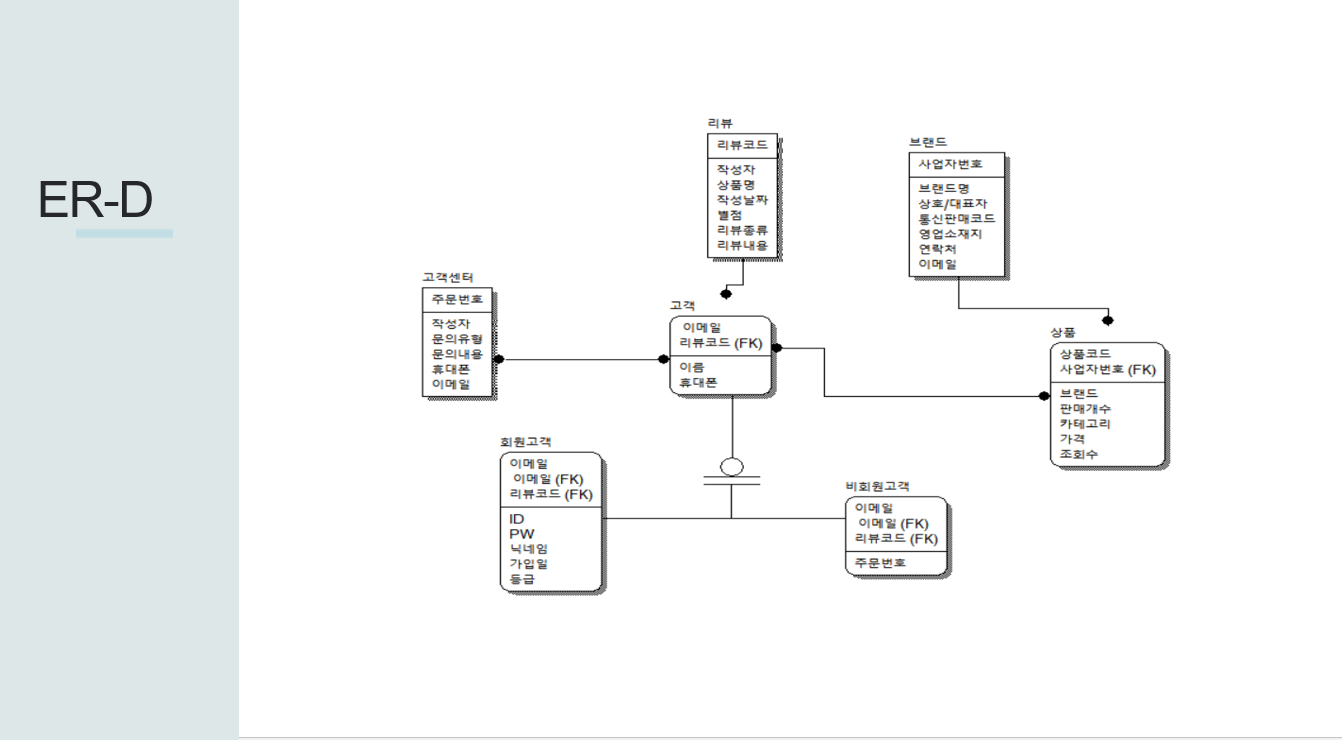 ER-D
리뷰
리뷰코드
작성자
상품명
작성날짜
별점
리뷰종류
리뷰내용
브랜드
사업자번호
브랜드명
상호/대표자
통신판매코드
영업소재지
연락처
이메일
고객센터
주문번호
작성자
문의유형
문의내용
휴대폰
이메일
고객
이메일
리뷰코드 (FK)
이름
휴대폰
상품
상품코드
사업자번호 (FK)
브랜드
판매개수
카테고리
가격
조회수
회원고객
이메일
이메일 (FK)
리뷰코드 (FK)
ID
PW
닉네임
가입일
등급
비회원고객
이메일
이메일 (FK)
리뷰코드 (FK)
주문번호